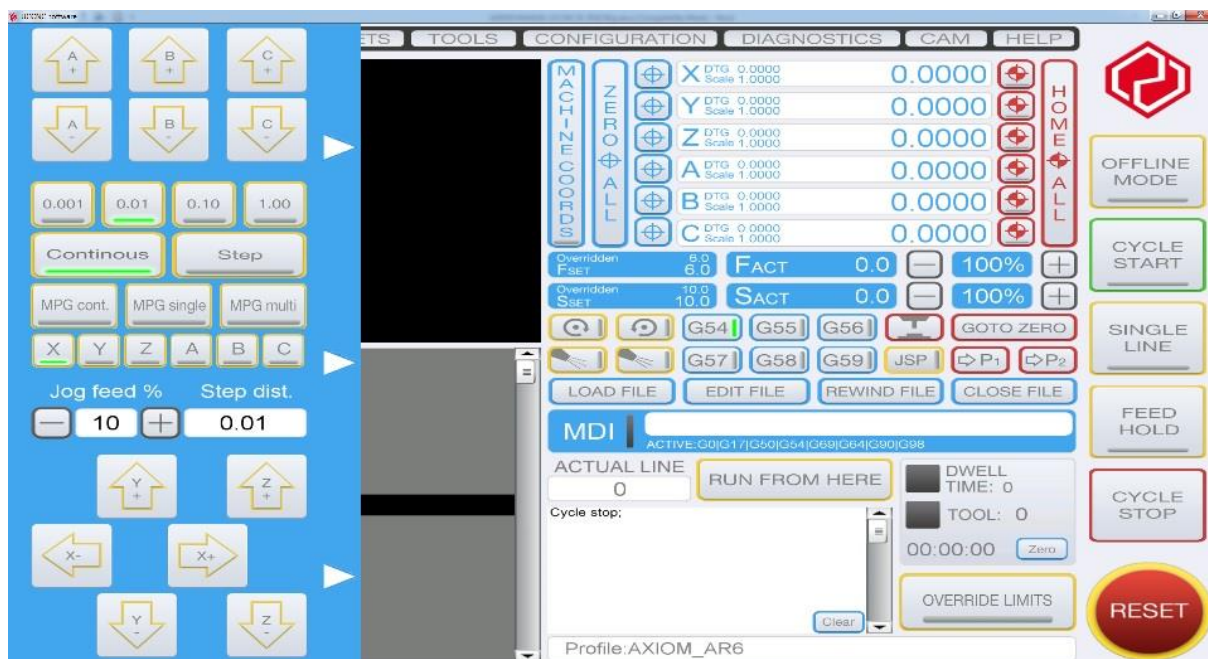 UCCNC software
A
+
B
+
C
+
A
-
B
-
C
-
0.001 0.01 0.10 1.00
Continous Step
MPG cont. MPG single MPG multi
X Y Z A B C
Jog feed % Step dist.
10 0.01
Y
+
Z
+
X- X+
Y
-
Z
-
ETS TOOLS CONFIGURATION DIAGNOSTICS CAM HELP
MACHINE COORDS
ZERO ALL
X DTG 0.0000
Scale 1.0000
0.0000
Y DTG 0.0000
Scale 1.0000
0.0000
Z DTG 0.0000
Scale 1.0000
0.0000
A DTG 0.0000
Scale 1.0000
0.0000
B DTG 0.0000
Scale 1.0000
0.0000
C DTG 0.0000
Scale 1.0000
0.0000
HOME ALL
Overridden 6.0
FSET 6.0
FACT 0.0 100%
Overridden 10.0
SSET 10.0
SACT 0.0 100%
G54 G55 G56 GOTO ZERO
G57 G58 G59 JSP P1 P2
LOAD FILE EDIT FILE REWIND FILE CLOSE FILE
MDI
ACTIVE:G0|G17|G50|G54|G69|G64|G90|G98
ACTUAL LINE
0
RUN FROM HERE
DWELL
TIME: 0
TOOL: 0
00:00:00 Zero
Cycle stop;
Clear
OVERRIDE LIMITS
Profile:AXIOM_AR6
OFFLINE
MODE
CYCLE
START
SINGLE
LINE
FEED
HOLD
CYCLE
STOP
RESET